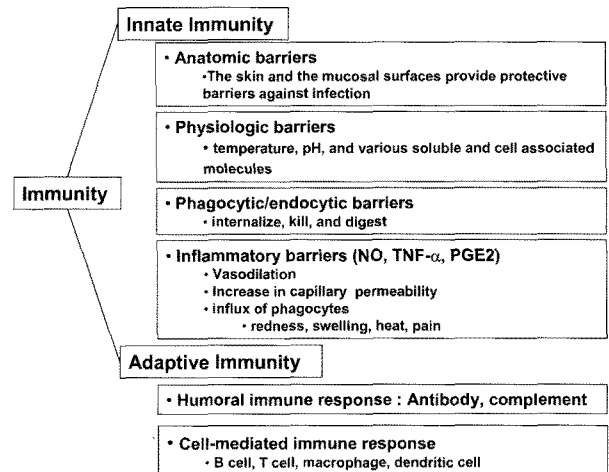 Innate Immunity
• Anatomic barriers
•The skin and the mucosal surfaces provide protective
barriers against infection
• Physiologic barriers
• temperature, pH, and various soluble and cell associated
molecules
Immunity
• Phagocytic/endocytic barriers
• internalize, kill, and digest
• Inflammatory barriers (NO, TNF-α, PGE2)
• Vasodilation
• Increase in capillary permeability
• influx of phagocytes
• redness, swelling, heat, pain
Adaptive Immunity
• Humoral immune response : Antibody, complement
• Cell-mediated immune response
• B cell, T cell, macrophage, dendritic cell